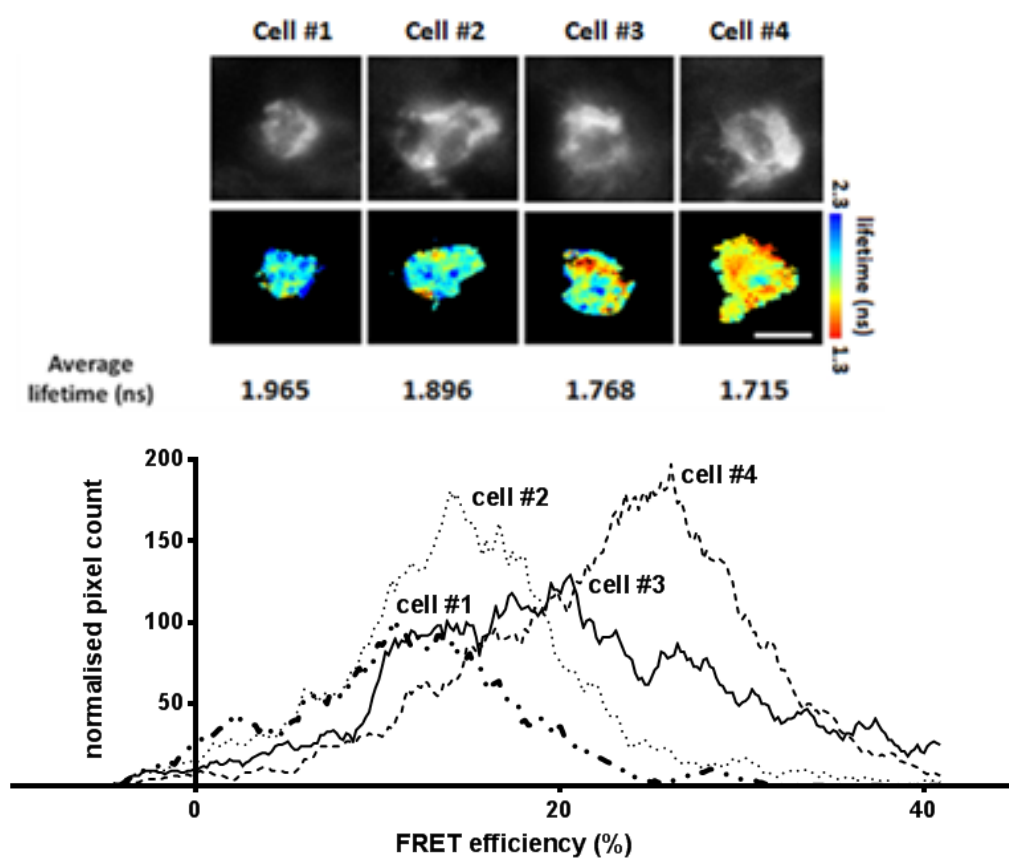 Cell #1 Cell #2 Cell #3 Cell #4
2.3
lifetime (ns)
1.3
Average
lifetime (ns)
1.965 1.896 1.768 1.715
200
150
100
50
normalised pixel count
cell #4
cell #2
cell #3
cell #1
0 20 40
FRET efficiency (%)